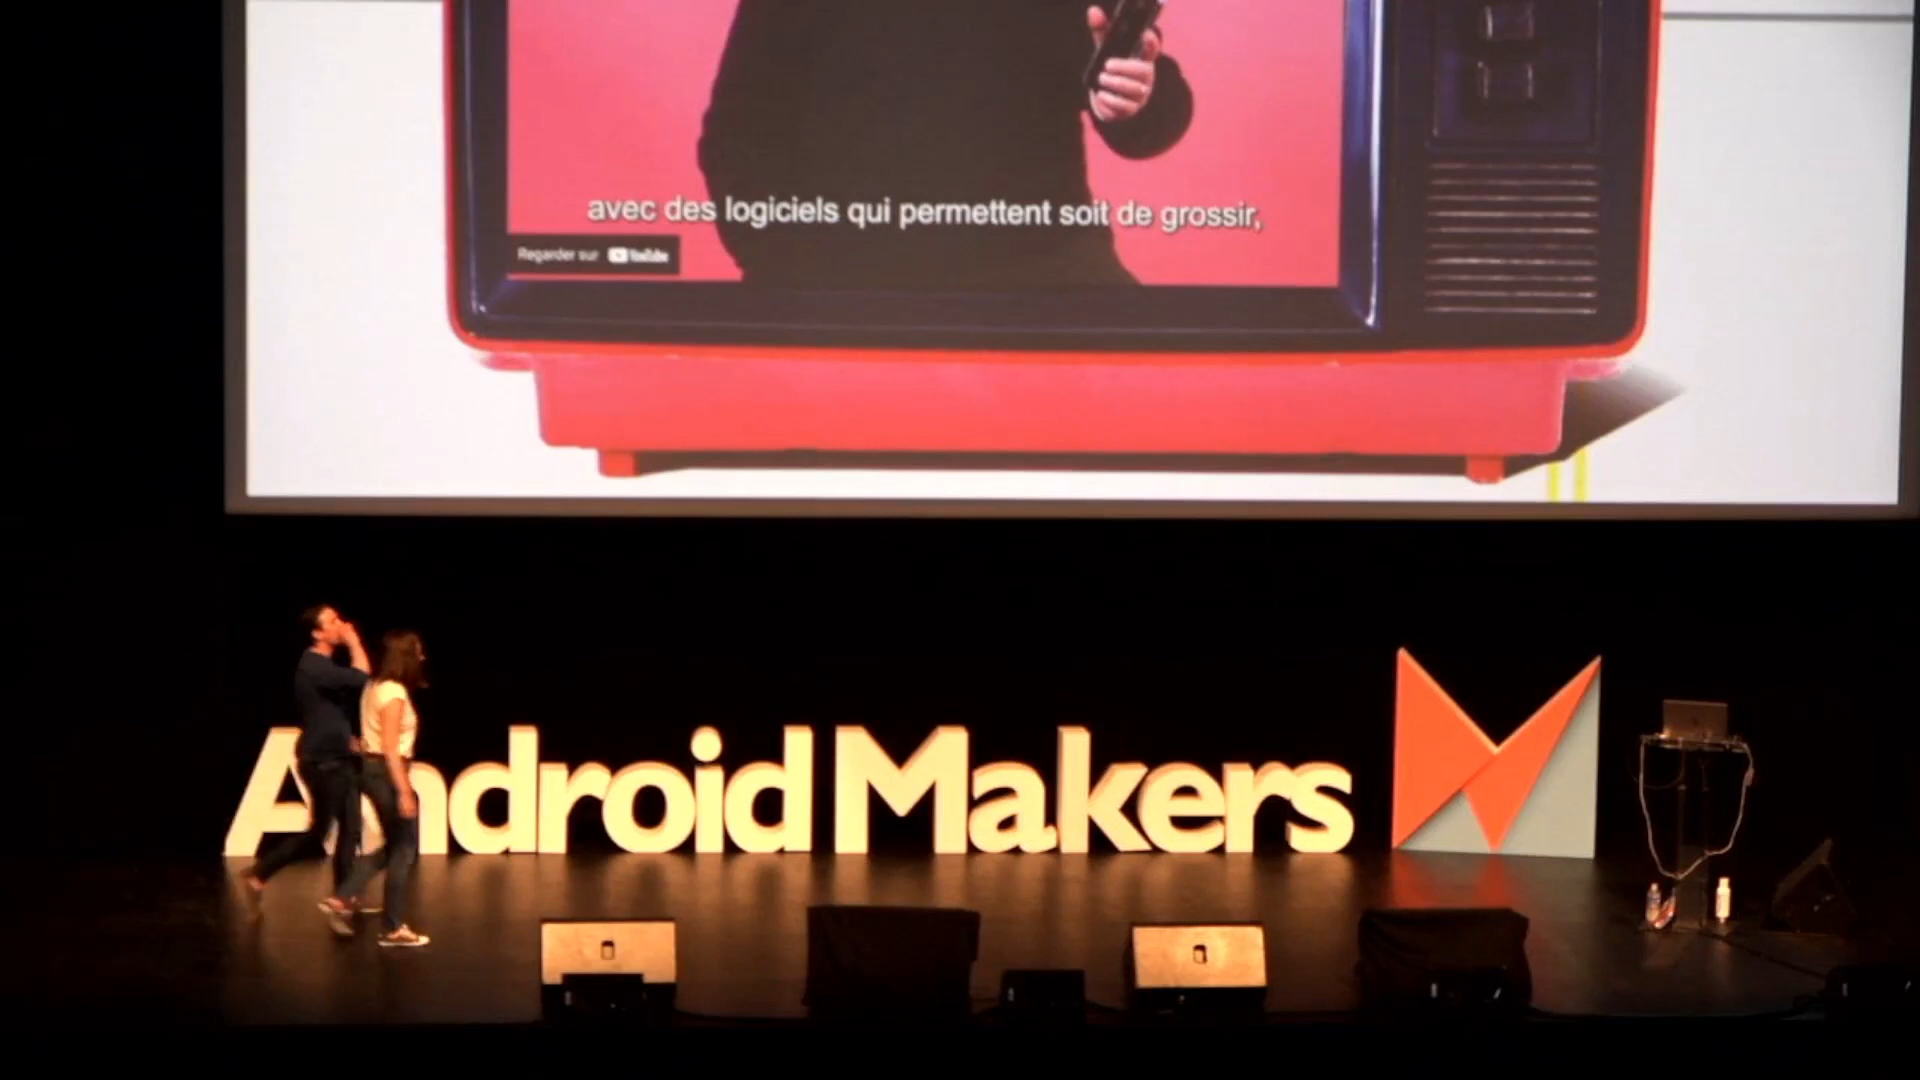 avec des logiciels qui permettent soit de grossir,
Regarder sur YouTube
Android Makers